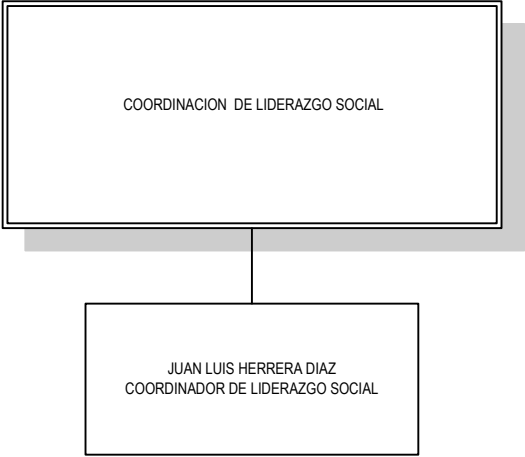 COORDINACION DE LIDERAZGO SOCIAL
JUAN LUIS HERRERA DIAZ
COORDINADOR DE LIDERAZGO SOCIAL